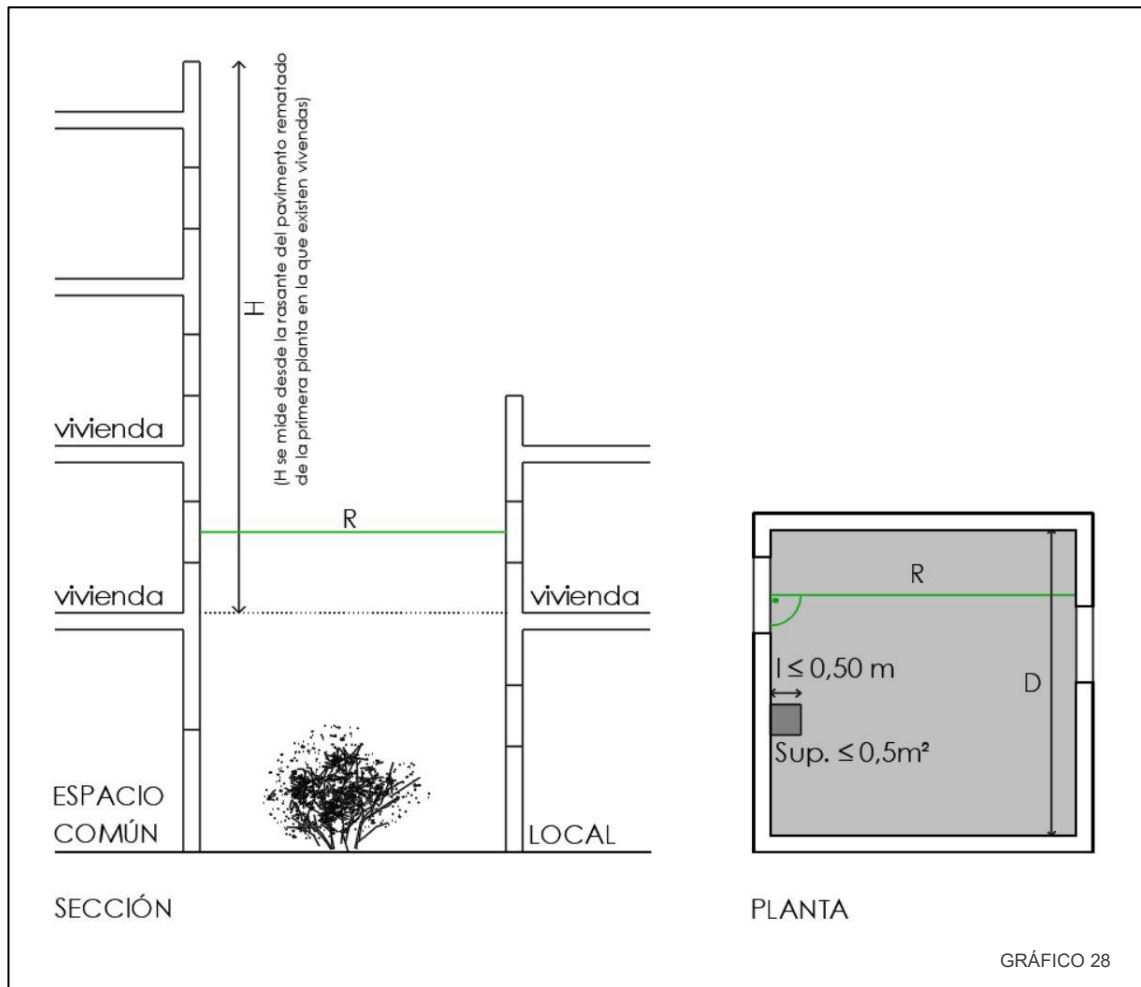 H
(H se mide desde la rasante del pavimento rematado
de la primera planta en la que existen vivendas)
vivienda
R
vivienda
vivienda
ESPACIO
COMÚN
LOCAL
SECCIÓN
R
l ≤ 0,50 m
D
Sup. ≤ 0,5m²
PLANTA
GRÁFICO 28